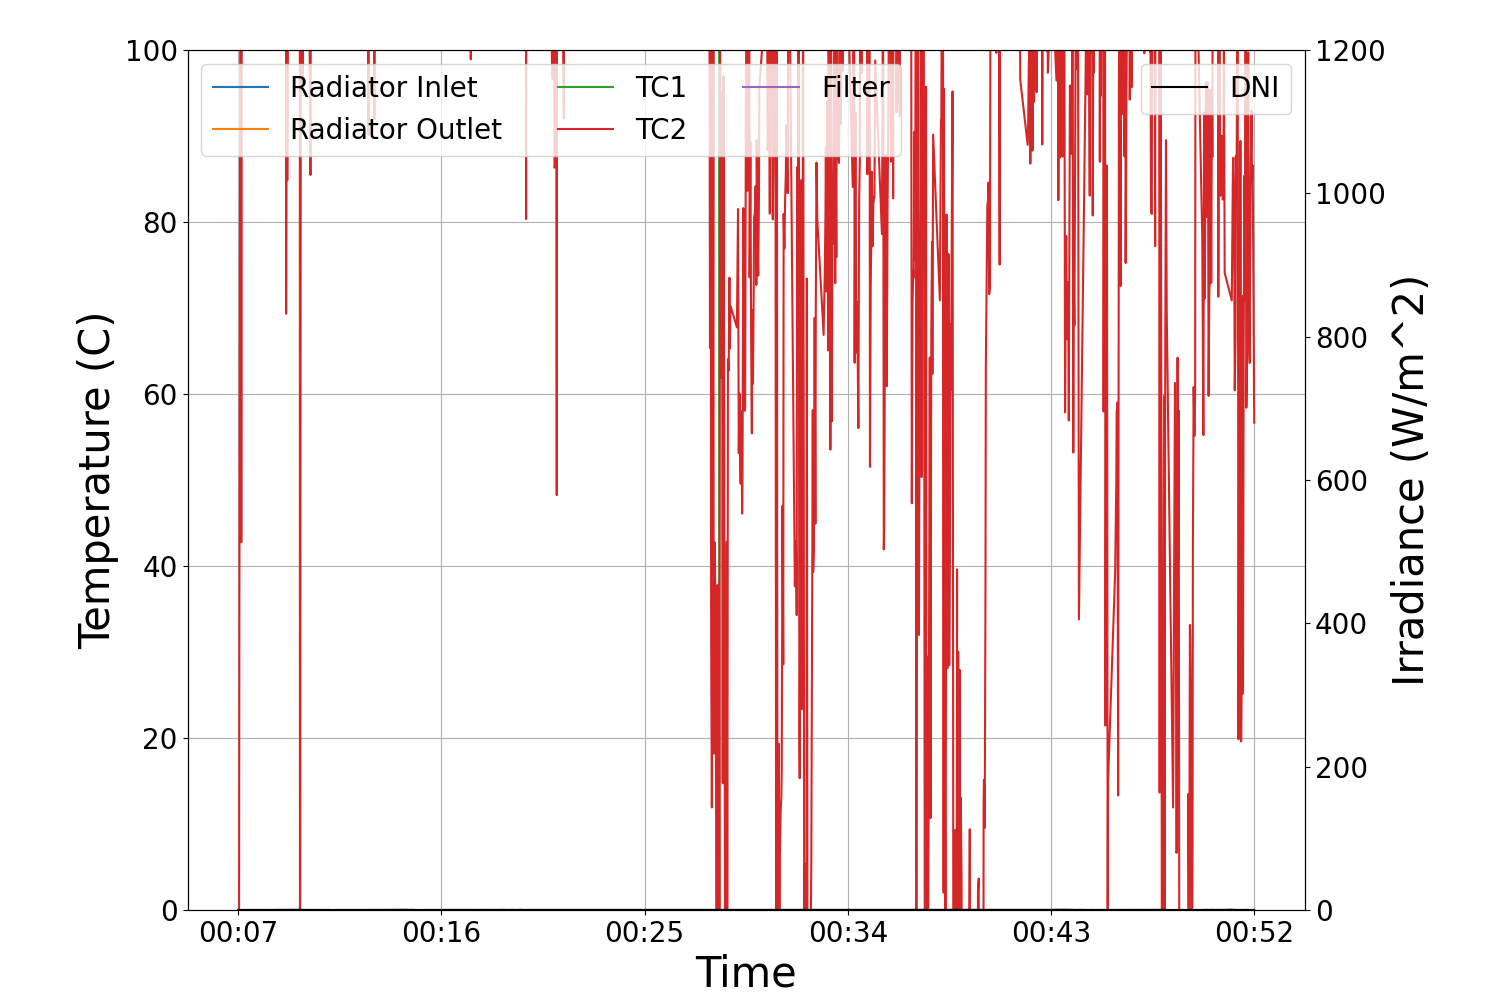 100
80
60
40
20
0
Temperature (C)
Radiator Inlet
Radiator Outlet
TC1
TC2
Filter
DNI
1200
1000
800
600
400
200
0
Irradiance (W/m^2)
00:07
00:16
00:25
00:34
00:43
00:52
Time